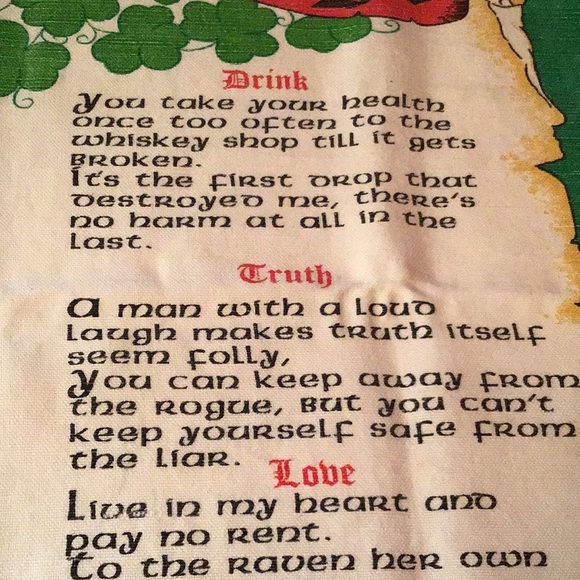 Drink
You take your health
once too often to the
whiskey shop till it gets
broken.
It's the first drop that
destroyed me, there's
no harm at all in the
last.
Truth
A man with a loud
laugh makes truth itself
seem folly,
You can keep away from
the rogue, but you can't
keep yourself safe from
the liar.
Love
Live in my heart and
pay no rent.
To the raven her own